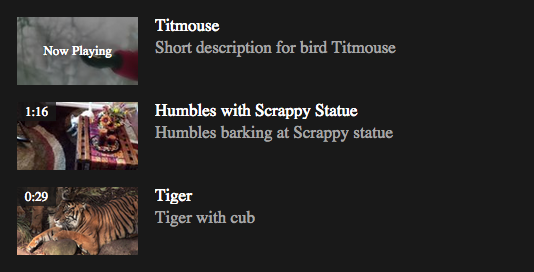 Now Playing
Titmouse
Short description for bird Titmouse
1:16
Humbles with Scrappy Statue
Humbles barking at Scrappy statue
0:29
Tiger
Tiger with cub